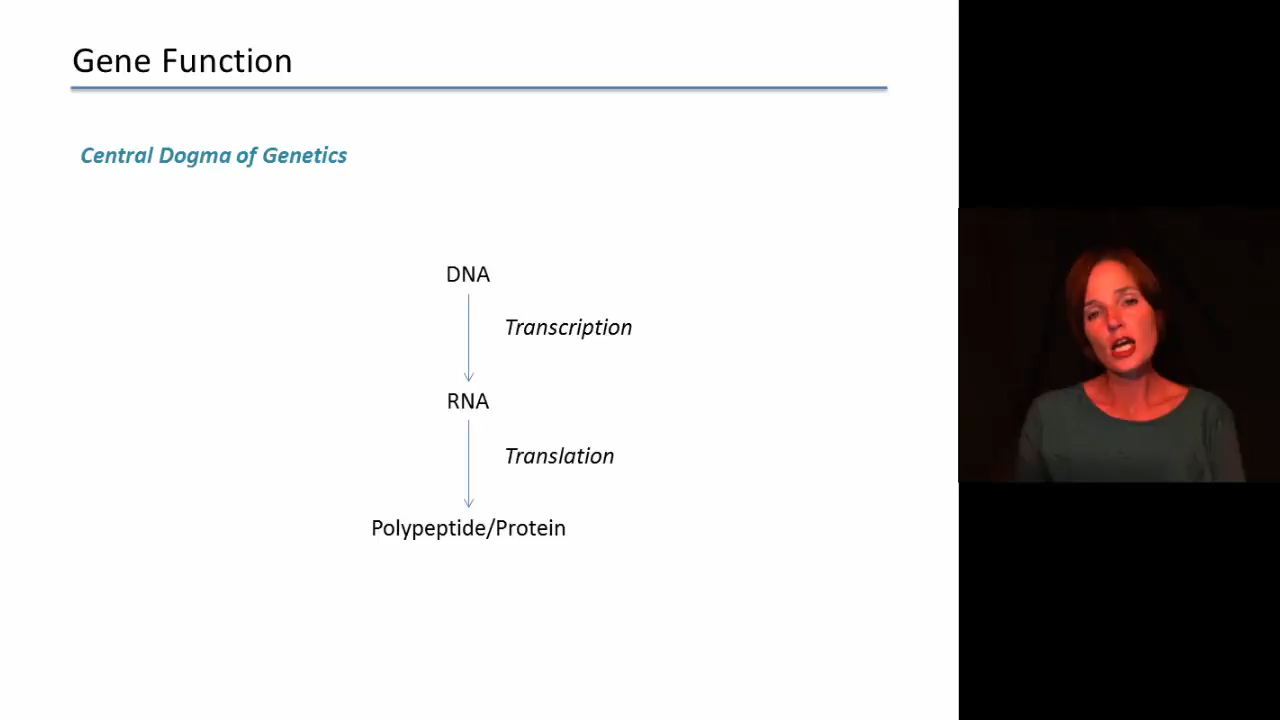 Gene Function
Central Dogma of Genetics
DNA
Transcription
RNA
Translation
Polypeptide/Protein